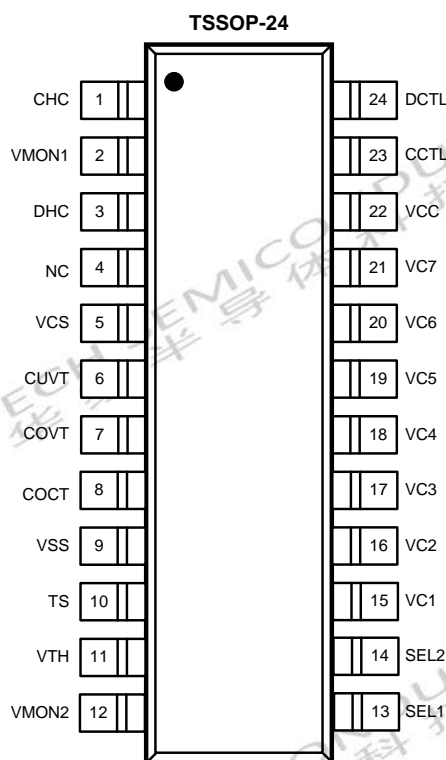 TSSOP-24
CHC 1 24 DCTL
VMON1 2 23 CCTL
DHC 3 22 VCC
NC 4 21 VC7
VCS 5 20 VC6
CUVT 6 19 VC5
COVT 7 18 VC4
COCT 8 17 VC3
VSS 9 16 VC2
TS 10 15 VC1
VTH 11 14 SEL2
VMON2 12 13 SEL1